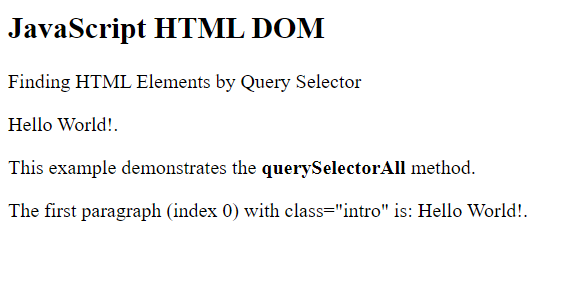 JavaScript HTML DOM
Finding HTML Elements by Query Selector
Hello World!.
This example demonstrates the querySelectorAll method.
The first paragraph (index 0) with class="intro" is: Hello World!.